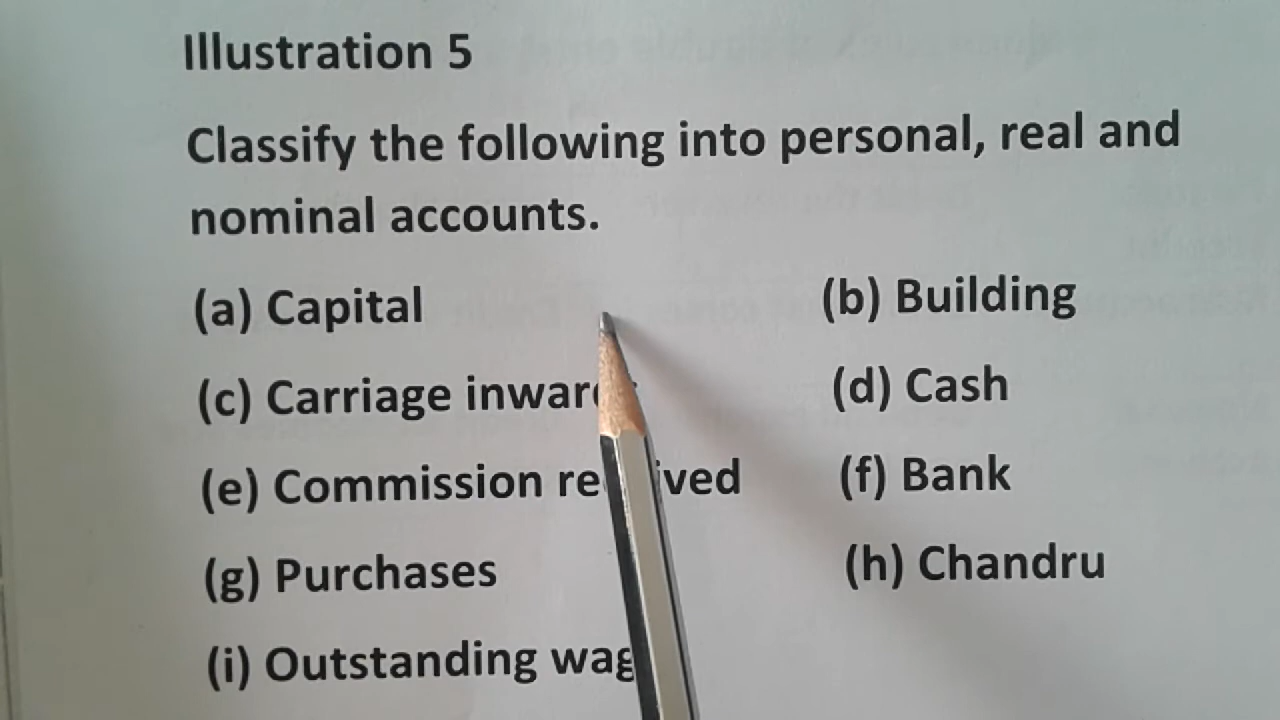 Illustration 5
Classify the following into personal, real and
nominal accounts.
(a) Capital (b) Building
(c) Carriage (d) Cash
(e) Commission (f) Bank
(g) Purchases (h) Chandru
(i) Outstanding